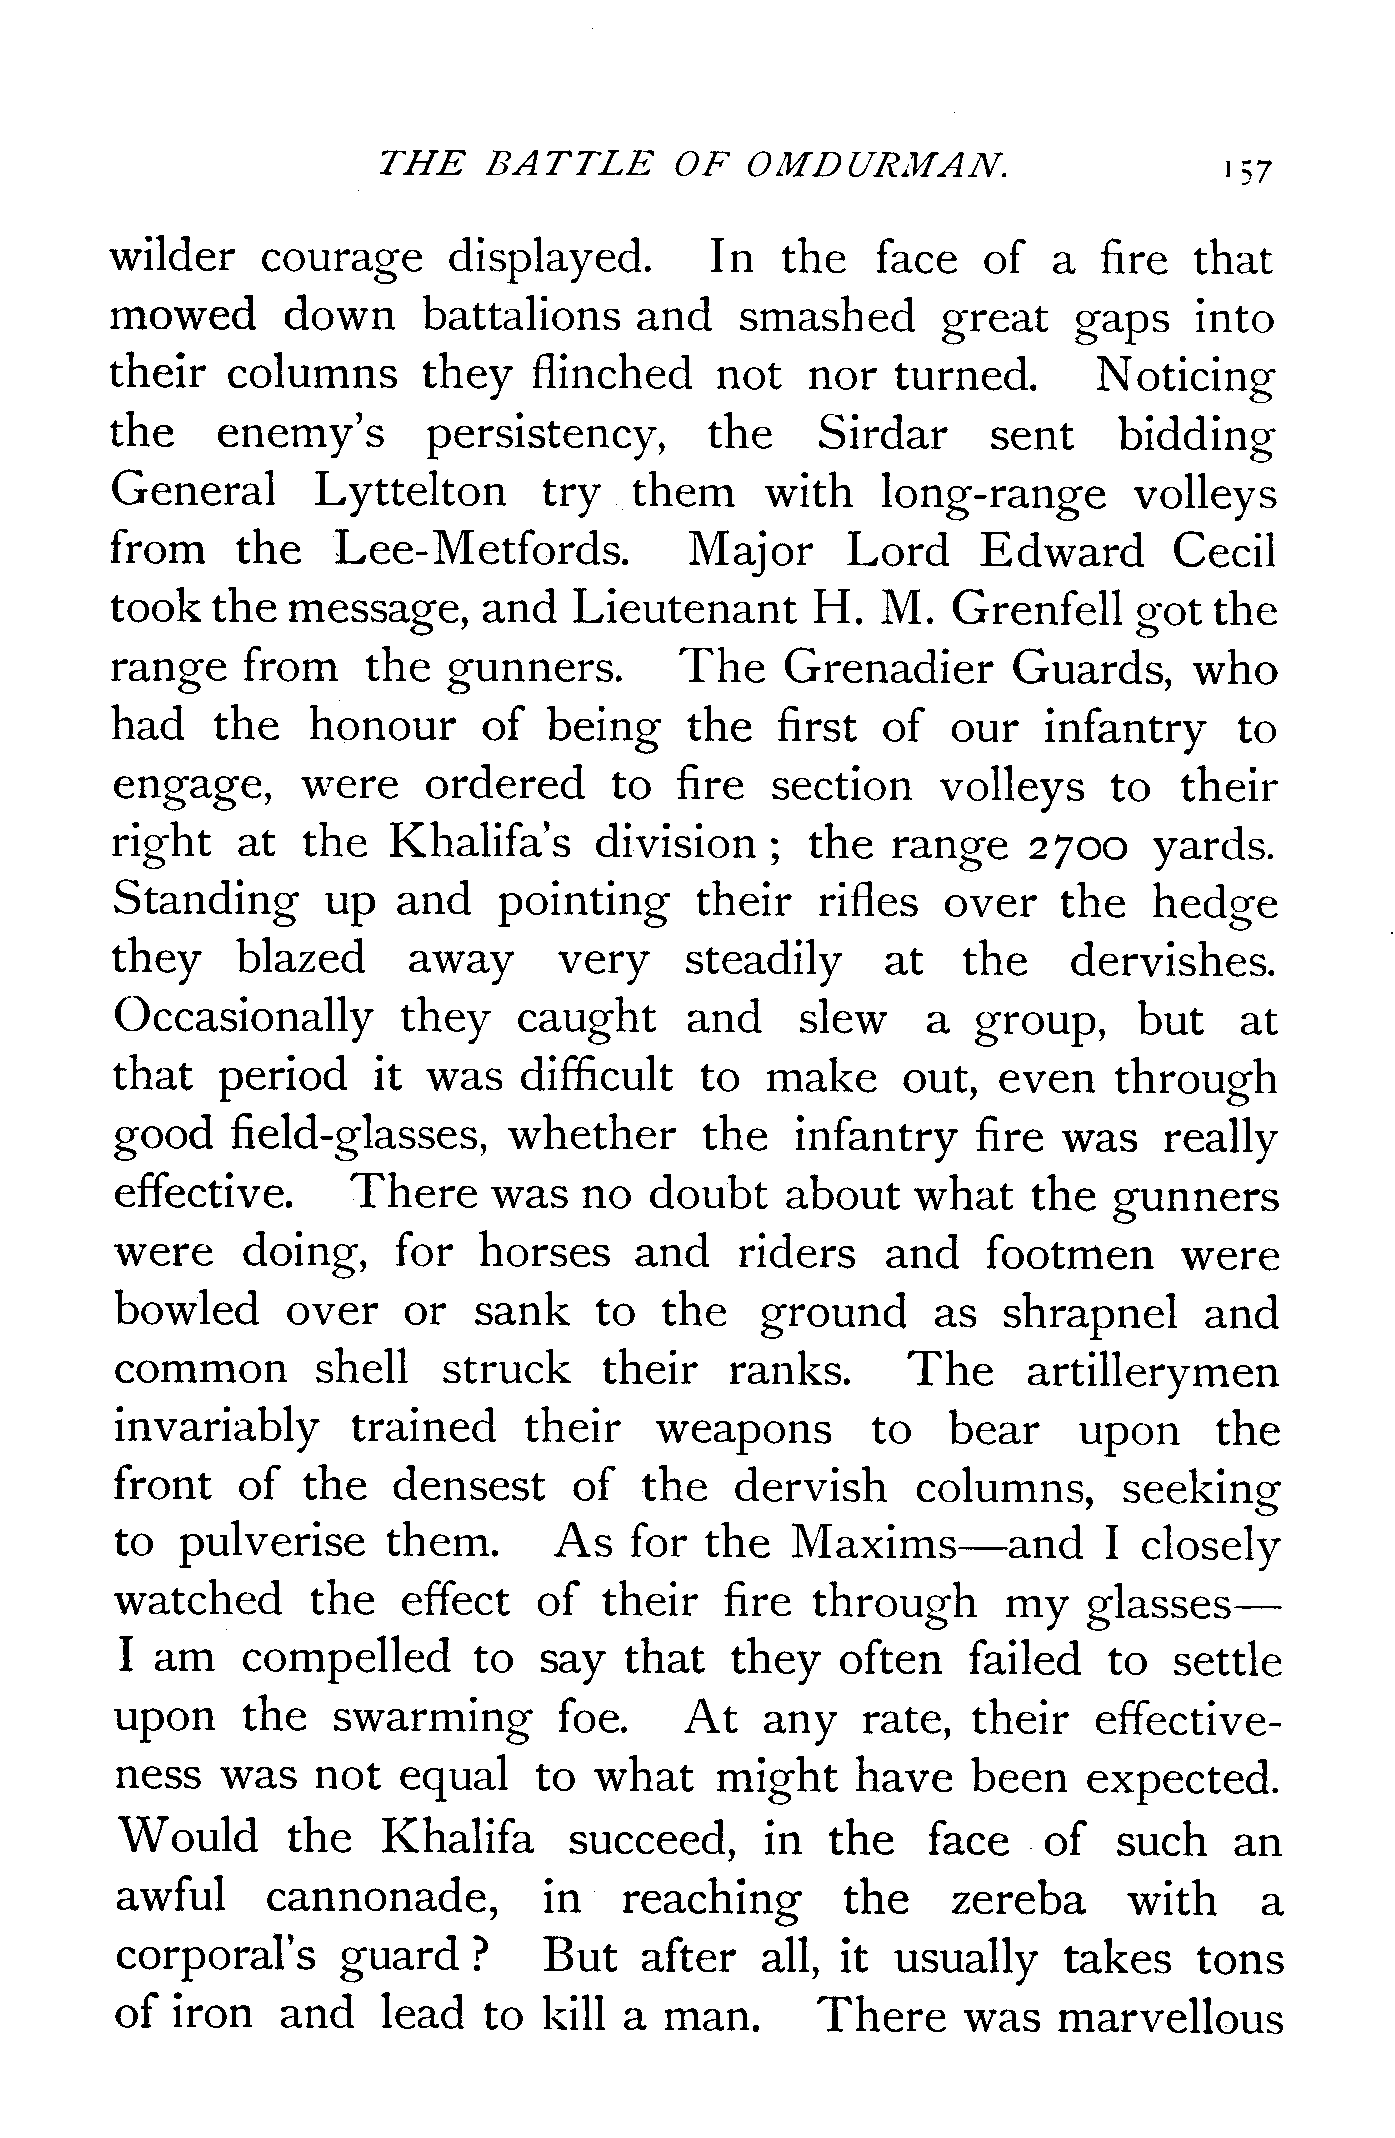 THE BATTLE OF OMDURMAN. 157
wilder courage displayed. In the face of a fire that
mowed down battalions and smashed great gaps into
their columns they flinched not nor turned. Noticing
the enemy's persistency, the Sirdar sent bidding
General Lyttelton try them with long-range volleys
from the Lee-Metfords. Major Lord Edward Cecil
took the message, and Lieutenant H. M. Grenfell got the
range from the gunners. The Grenadier Guards, who
had the honour of being the first of our infantry to
engage, were ordered to fire section volleys to their
right at the Khalifa's division ; the range 2700 yards.
Standing up and pointing their rifles over the hedge
they blazed away very steadily at the dervishes.
Occasionally they caught and slew a group, but at
that period it was difficult to make out, even through
good field-glasses, whether the infantry fire was really
effective. There was no doubt about what the gunners
were doing, for horses and riders and footmen were
bowled over or sank to the ground as shrapnel and
common shell struck their ranks. The artillerymen
invariably trained their weapons to bear upon the
front of the densest of the dervish columns, seeking
to pulverise them. As for the Maxims—and I closely
watched the effect of their fire through my glasses—
I am compelled to say that they often failed to settle
upon the swarming foe. At any rate, their effective-
ness was not equal to what might have been expected.
Would the Khalifa succeed, in the face of such an
awful cannonade, in reaching the zereba with a
corporal's guard ? But after all, it usually takes tons
of iron and lead to kill a man. There was marvellous